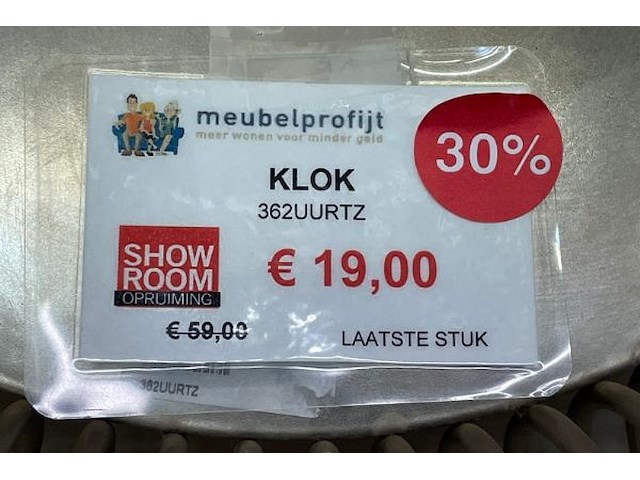 meubelprofijt
meer wonen voor minder geld
30%
KLOK
362UURTZ
SHOW
ROOM
OPRUIMING
€ 19,00
€ 59,00
LAATSTE STUK
362UURTZ